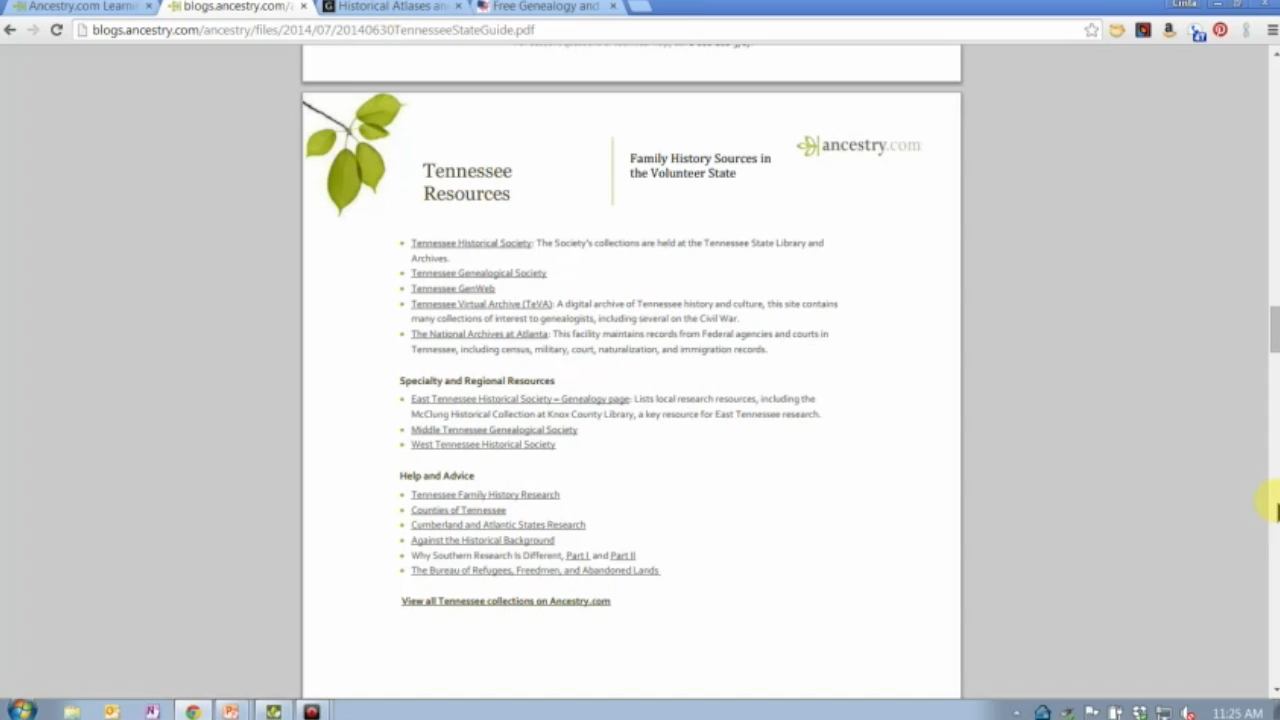 Ancestry.com Learni
blogs.ancestry.com/a
Historical Atlases an
Free Genealogy and
blogs.ancestry.com/ancestry/files/2014/07/20140630TennesseeStateGuide.pdf
Tennessee
Resources
Family History Sources in
the Volunteer State
ancestry.com
Tennessee Historical Society: The Society's collections are held at the Tennessee State Library and
Archives.
Tennessee Genealogical Society
Tennessee GenWeb
Tennessee Virtual Archive (TeVA): A digital archive of Tennessee history and culture, this site contains
many collections of interest to genealogists, including several on the Civil War.
The National Archives at Atlanta: This facility maintains records from Federal agencies and courts in
Tennessee, including census, military, court, naturalization, and immigration records.
Specialty and Regional Resources
East Tennessee Historical Society – Genealogy page: Lists local research resources, including the
McClung Historical Collection at Knox County Library, a key resource for East Tennessee research.
Middle Tennessee Genealogical Society
West Tennessee Historical Society
Help and Advice
Tennessee Family History Research
Counties of Tennessee
Cumberland and Atlantic States Research
Against the Historical Background
Why Southern Research Is Different, Part I and Part II
The Bureau of Refugees, Freedmen, and Abandoned Lands
View all Tennessee collections on Ancestry.com
11:25 AM